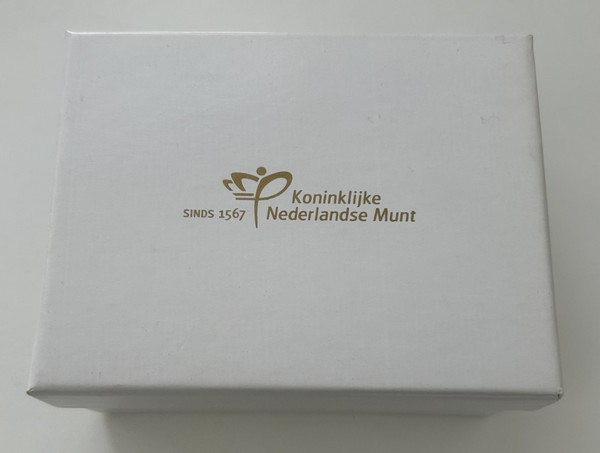 Koninklijke
SINDS 1567 Nederlandse Munt